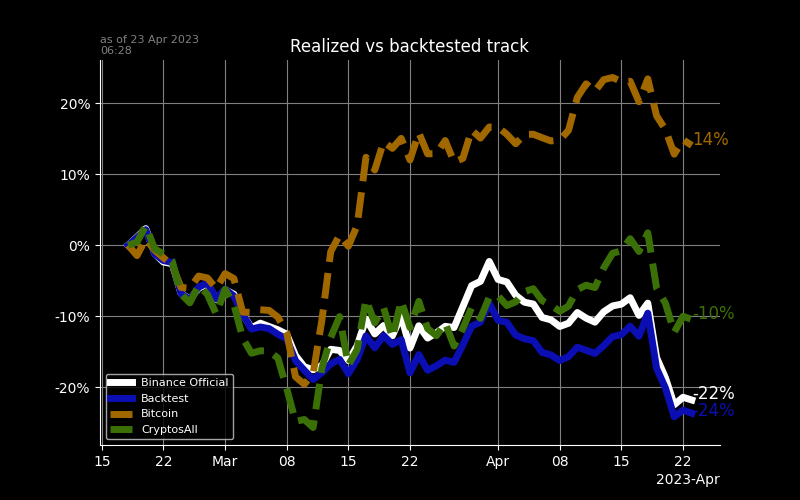 as of 23 Apr 2023
06:28
Realized vs backtested track
20%
10%
0%
-10%
-20%
14%
-10%
-22%
-24%
Binance Official
Backtest
Bitcoin
CryptosAll
15 22 Mar 08 15 22 Apr 08 15 22
2023-Apr